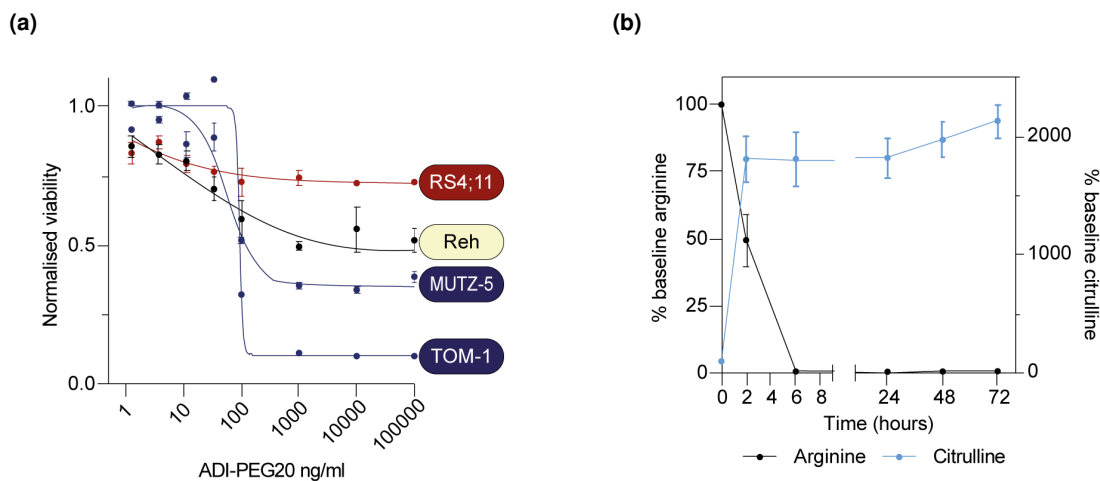 (a)
Normalised viability
1.0
0.5
0.0
1
10
100
1000
10000
100000
ADI-PEG20 ng/ml
RS4;11
Reh
MUTZ-5
TOM-1
(b)
% baseline arginine
100
75
50
25
0
0
2
4
6
8
24
48
72
Time (hours)
2000
1000
0
% baseline citrulline
Arginine
Citrulline